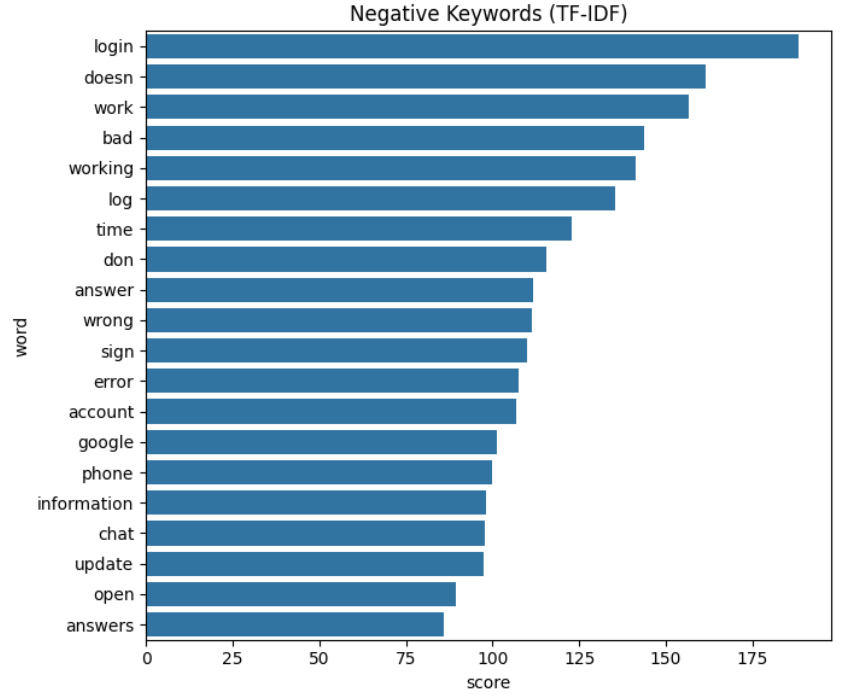 Negative Keywords (TF-IDF)
login
doesn
work
bad
working
log
time
don
answer
wrong
sign
error
account
google
phone
information
chat
update
open
answers
word
0 25 50 75 100 125 150 175
score